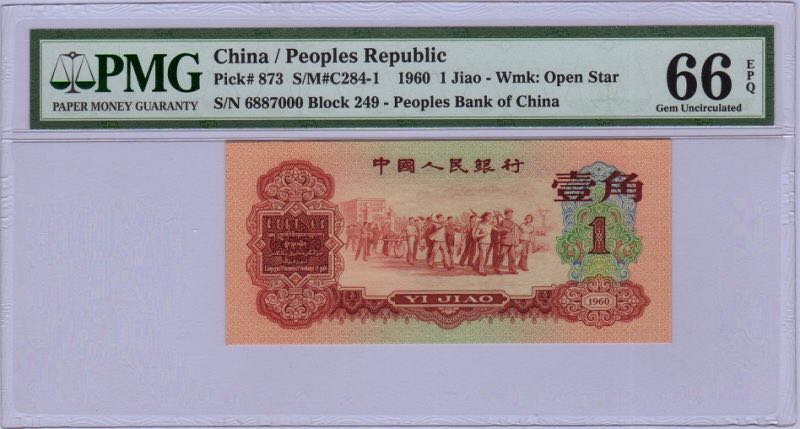 PMG
PAPER MONEY GUARANTY
China / Peoples Republic
Pick# 873 S/M#C284-1 1960 1 Jiao - Wmk: Open Star
S/N 6887000 Block 249 - Peoples Bank of China
66
EPQ
Gem Uncirculated
中國人民銀行
壹角
1
YI JIAO
1960